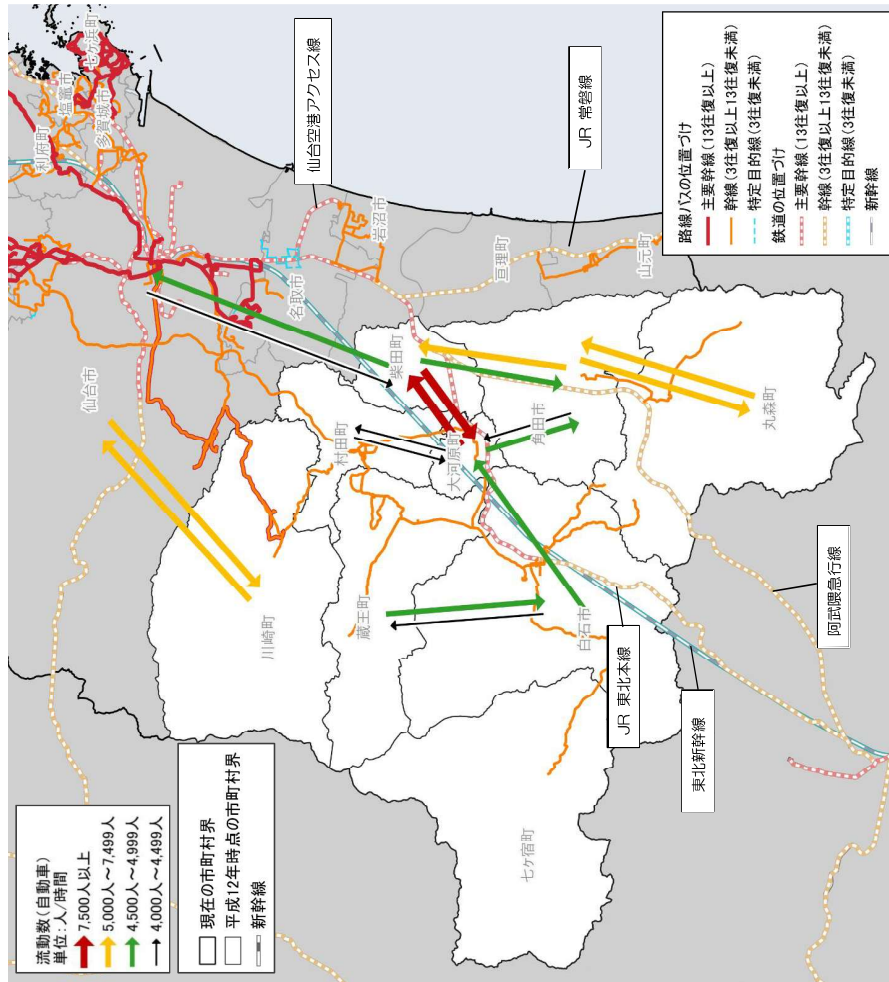 流動数(自動車)
単位:人/時間
7,500人以上
5,000人～7,499人
4,500人～4,999人
4,000人～4,499人
現在の市町村界
平成12年時点の市町村界
新幹線
七ヶ宿町
川崎町
蔵王町
白石市
JR 東北本線
東北新幹線
阿武隈急行線
仙台市
村田町
大河原町
柴田町
角田市
丸森町
名取市
岩沼市
亘理町
山元町
利府町
塩竈市
多賀城市
七ヶ浜町
仙台空港アクセス線
JR 常磐線
路線バスの位置づけ
主要幹線(13往復以上)
幹線(3往復以上13往復未満)
特定目的線(3往復未満)
鉄道の位置づけ
主要幹線(13往復以上)
幹線(3往復以上13往復未満)
特定目的線(3往復未満)
新幹線